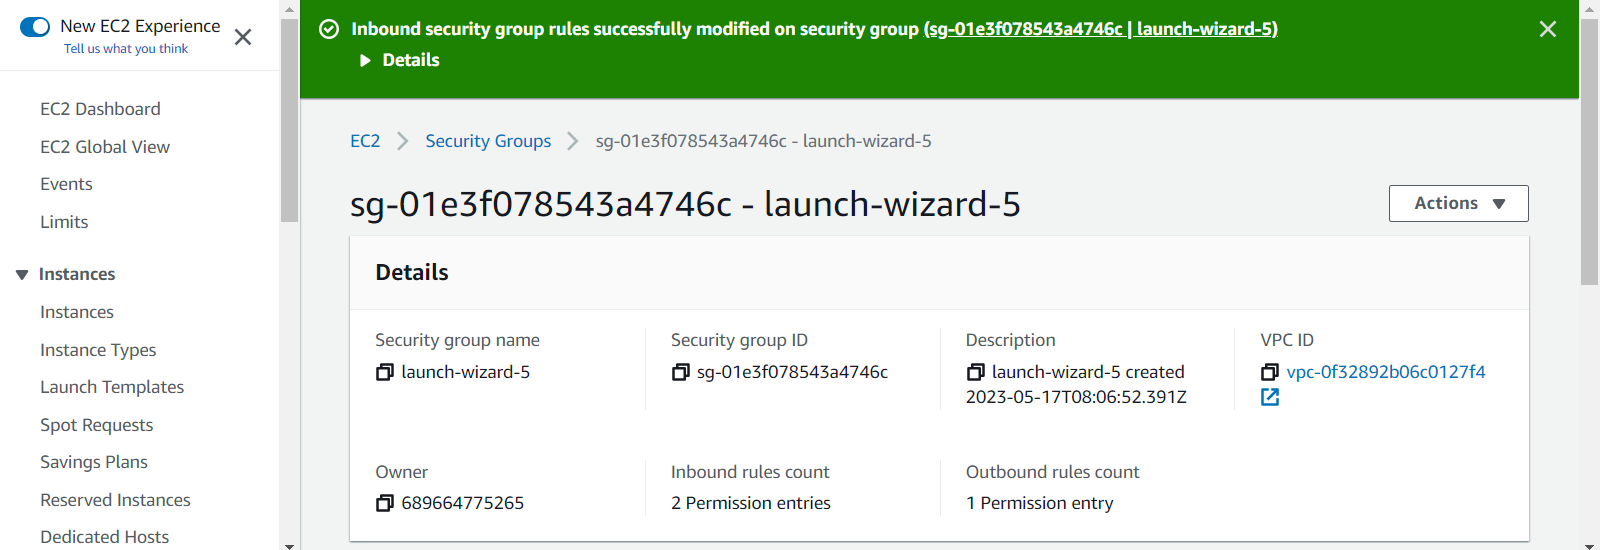 New EC2 Experience
Tell us what you think
EC2 Dashboard
EC2 Global View
Events
Limits
Instances
Instances
Instance Types
Launch Templates
Spot Requests
Savings Plans
Reserved Instances
Dedicated Hosts
Inbound security group rules successfully modified on security group (sg-01e3f078543a4746c | launch-wizard-5)
Details
EC2 Security Groups sg-01e3f078543a4746c - launch-wizard-5
sg-01e3f078543a4746c - launch-wizard-5
Actions
Details
Security group name
launch-wizard-5
Security group ID
sg-01e3f078543a4746c
Description
launch-wizard-5 created
2023-05-17T08:06:52.391Z
VPC ID
vpc-0f32892b06c0127f4
Owner
689664775265
Inbound rules count
2 Permission entries
Outbound rules count
1 Permission entry